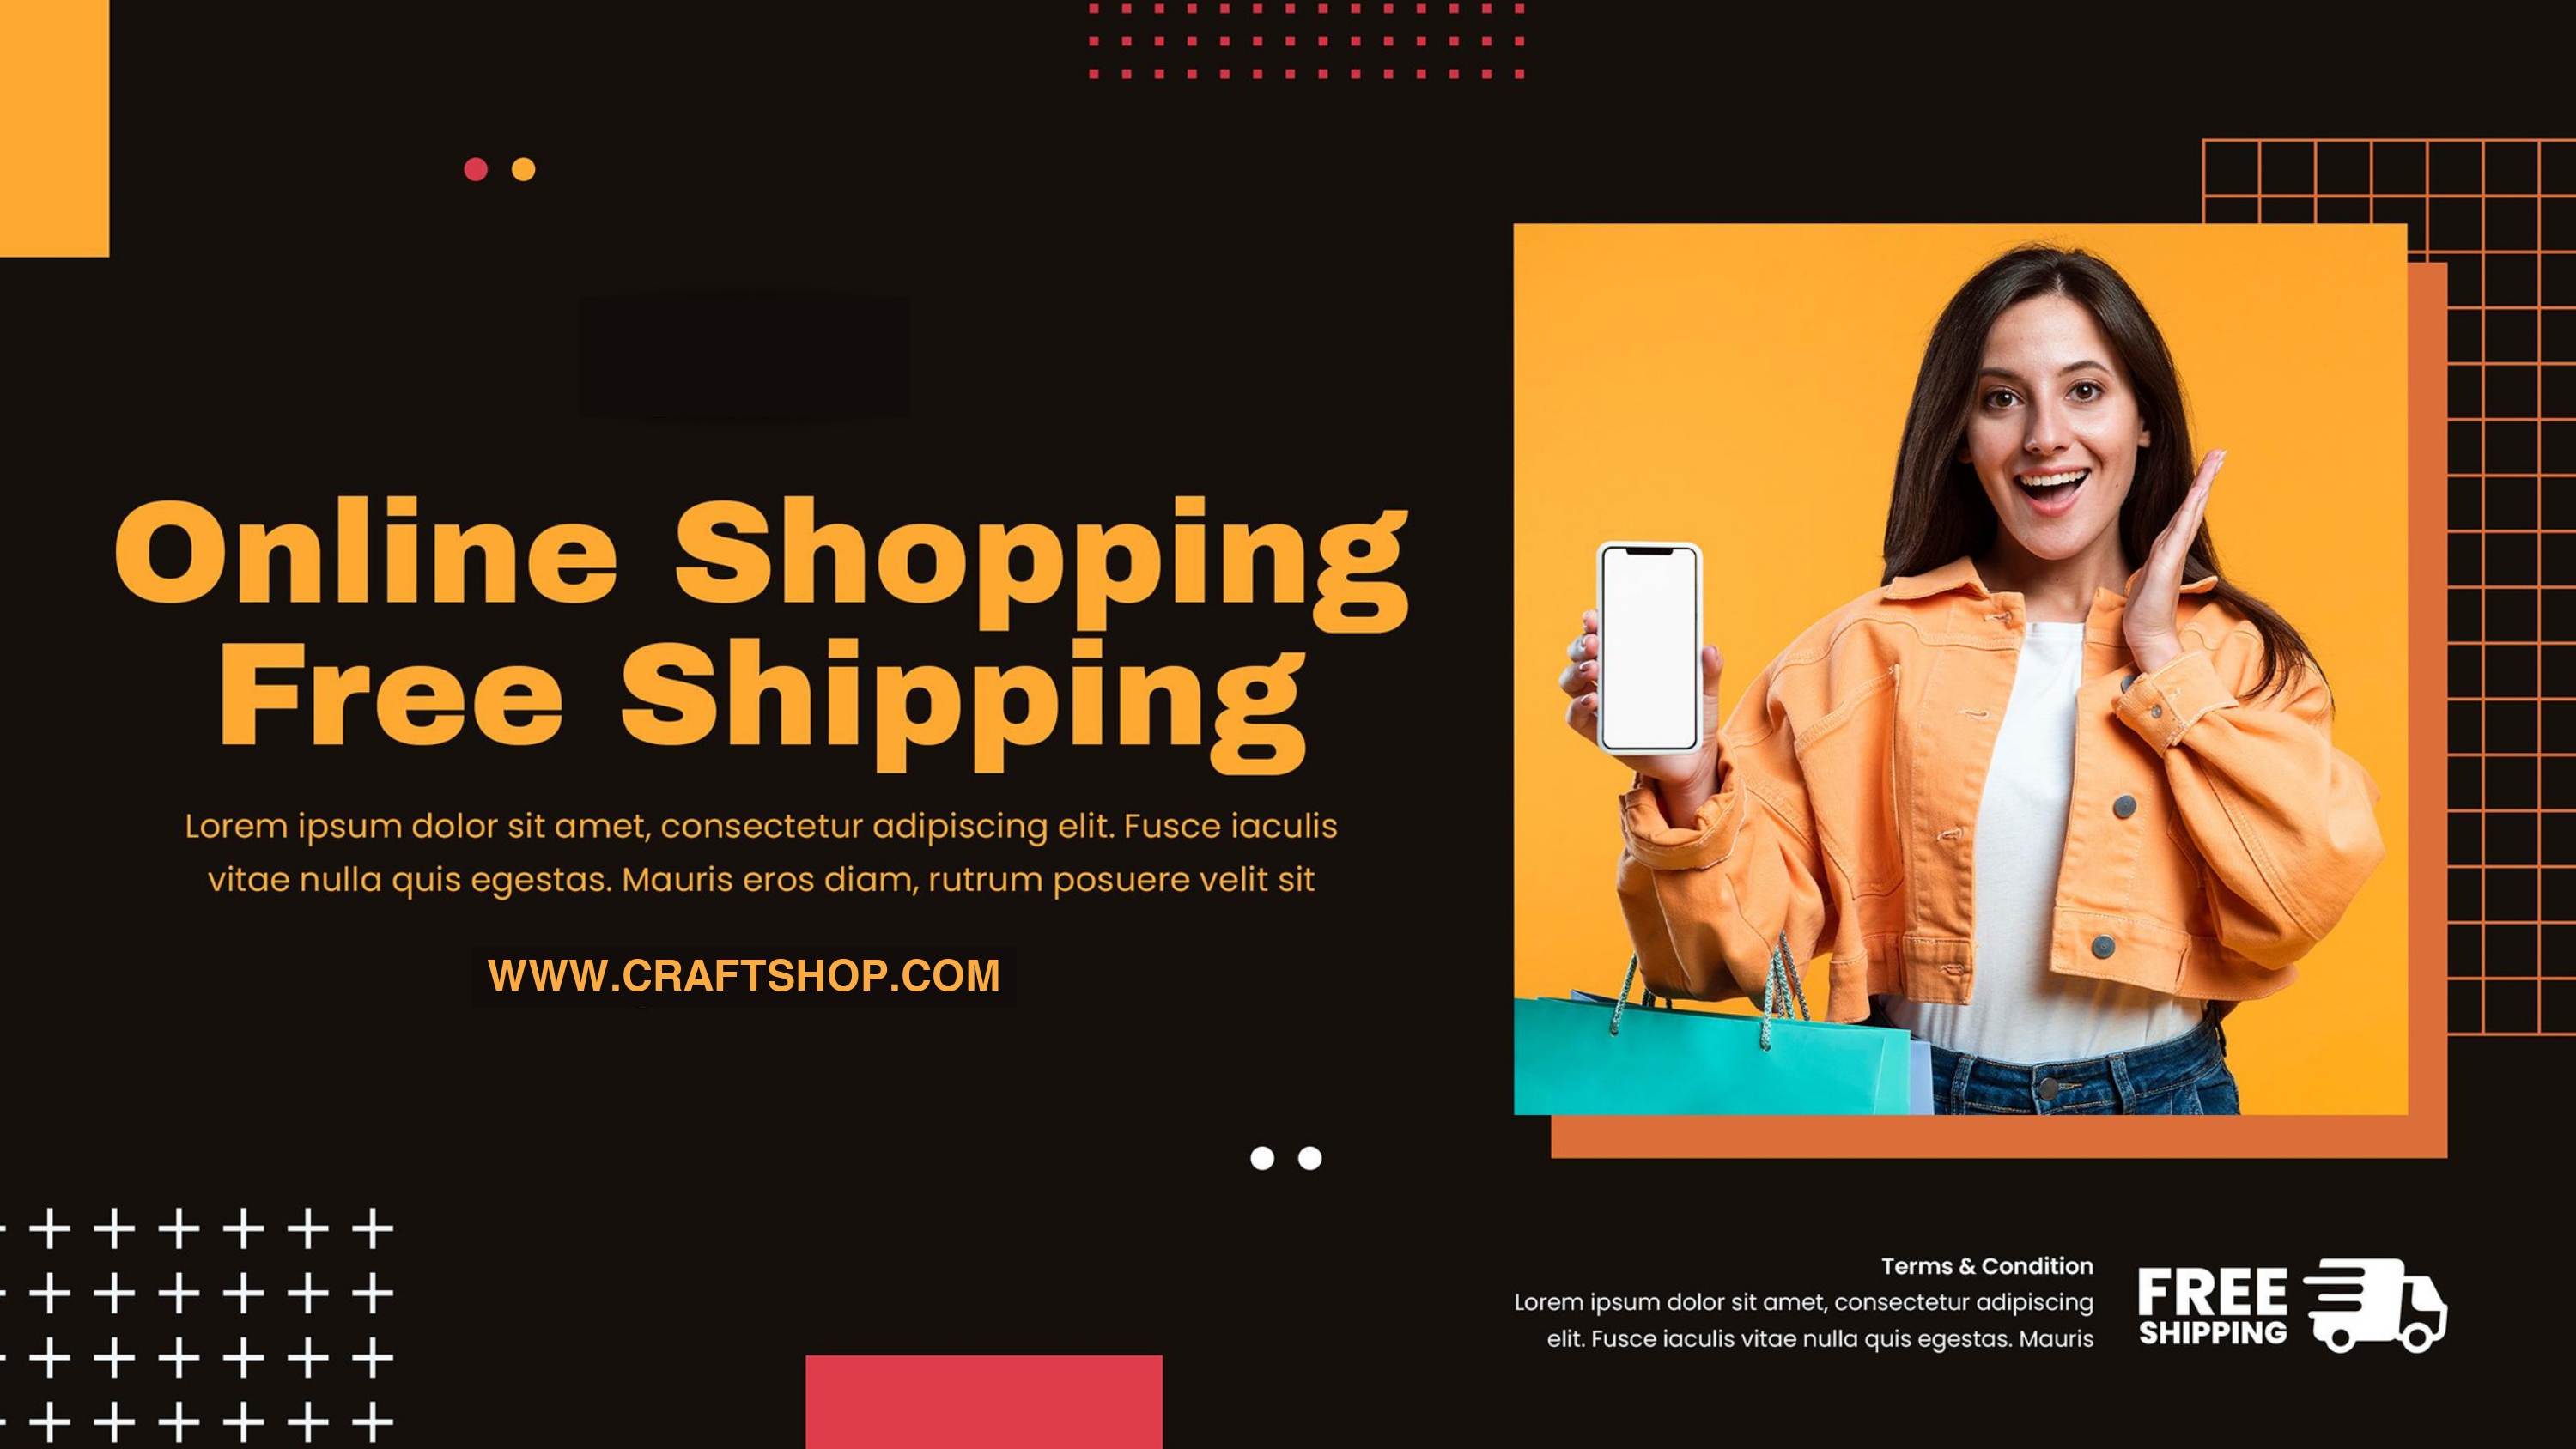 Online Shopping
Free Shipping
Lorem ipsum dolor sit amet, consectetur adipiscing elit. Fusce iaculis
vitae nulla quis egestas. Mauris eros diam, rutrum posuere velit sit
WWW.CRAFTSHOP.COM
Terms & Condition
Lorem ipsum dolor sit amet, consectetur adipiscing
elit. Fusce iaculis vitae nulla quis egestas. Mauris
FREE
SHIPPING